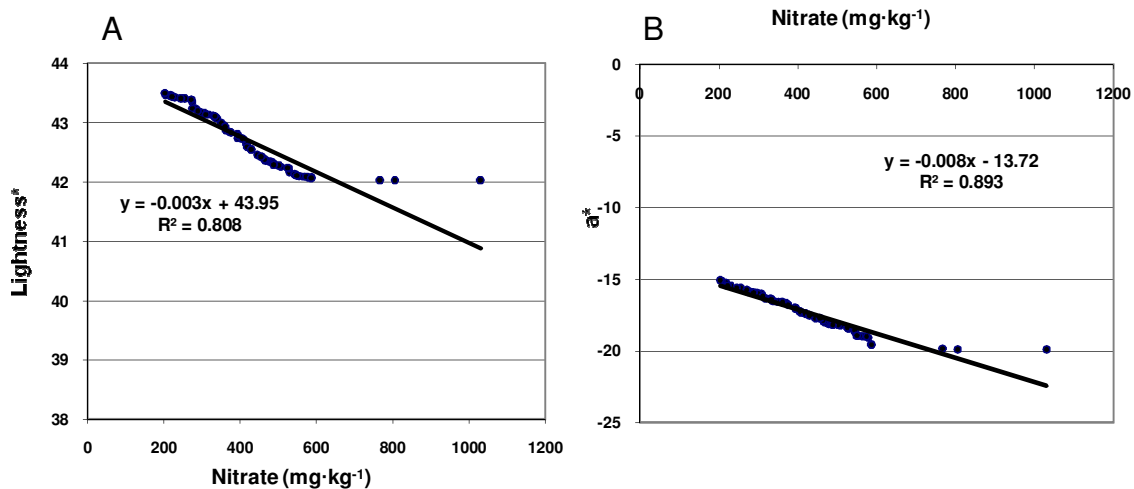 A
44
43
42
41
40
39
38
Lightness*
y = -0.003x + 43.95
R² = 0.808
0 200 400 600 800 1000 1200
Nitrate (mg·kg⁻¹)
Nitrate (mg·kg⁻¹)
B
0
-5
-10
-15
-20
-25
a*
0 200 400 600 800 1000 1200
y = -0.008x - 13.72
R² = 0.893